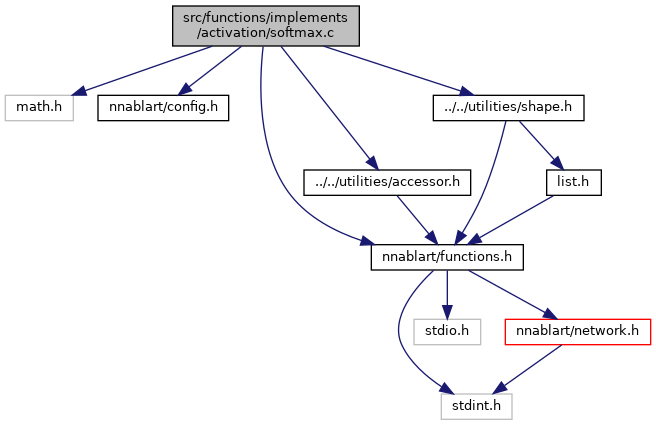 src/functions/implements
/activation/softmax.c
math.h
nnablart/config.h
../../utilities/shape.h
../../utilities/accessor.h
list.h
nnablart/functions.h
stdio.h
nnablart/network.h
stdint.h